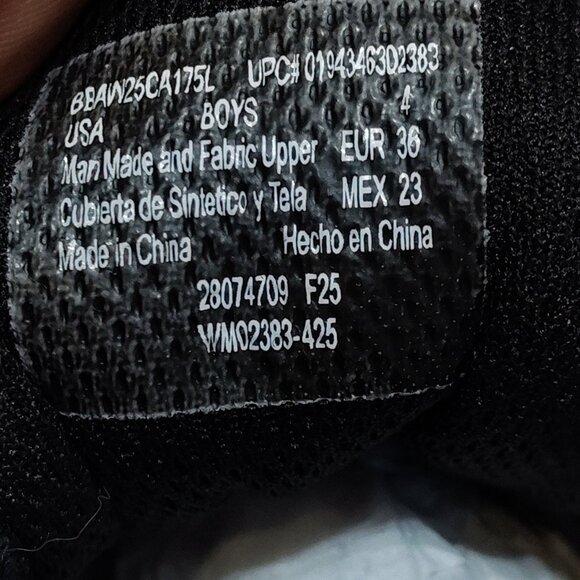 BBAW25CA175L UPC# 0194346302383
USA BOYS 4
Man Made and Fabric Upper EUR 36
Cubierta de Sintetico y Tela MEX 23
Made in China Hecho en China
28074709 F25
WM02383-425